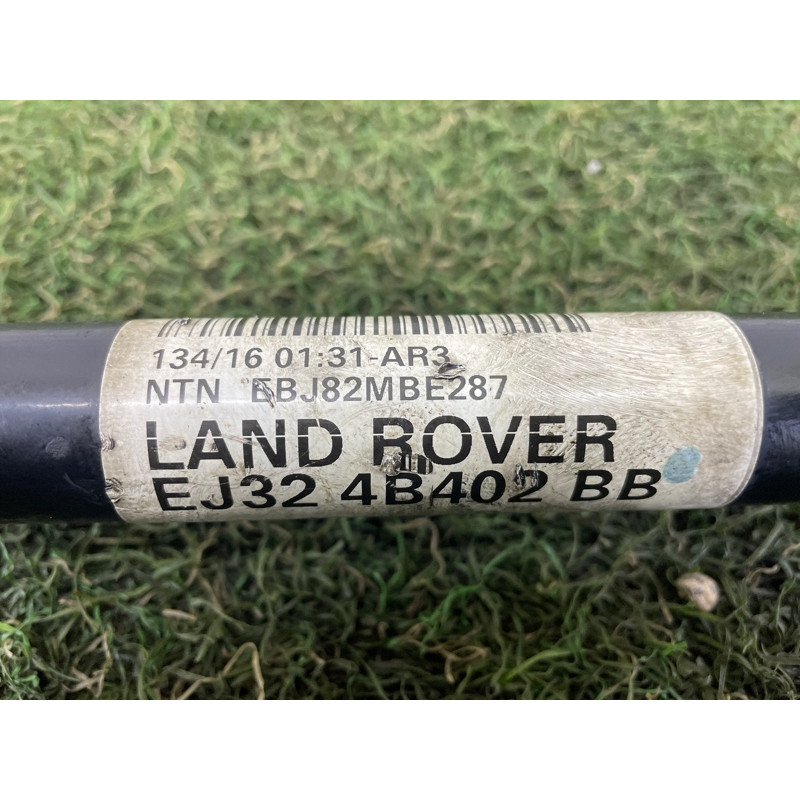 134/16 01:31-AR3
NTN EBJ82MBE287
LAND ROVER
EJ32 4B402 BB